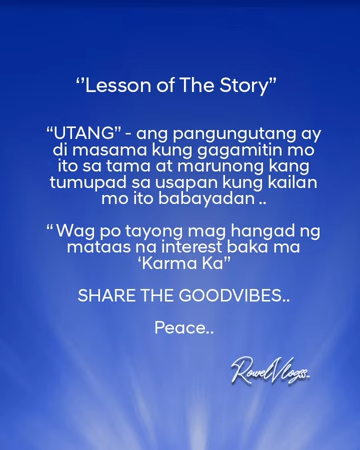 ‘’Lesson of The Story”
“UTANG” - ang pangungutang ay
di masama kung gagamitin mo
ito sa tama at marunong kang
tumupad sa usapan kung kailan
mo ito babayadan ..
“ Wag po tayong mag hangad ng
mataas na interest baka ma
‘Karma Ka”
SHARE THE GOODVIBES..
Peace..
RowelVlogss..